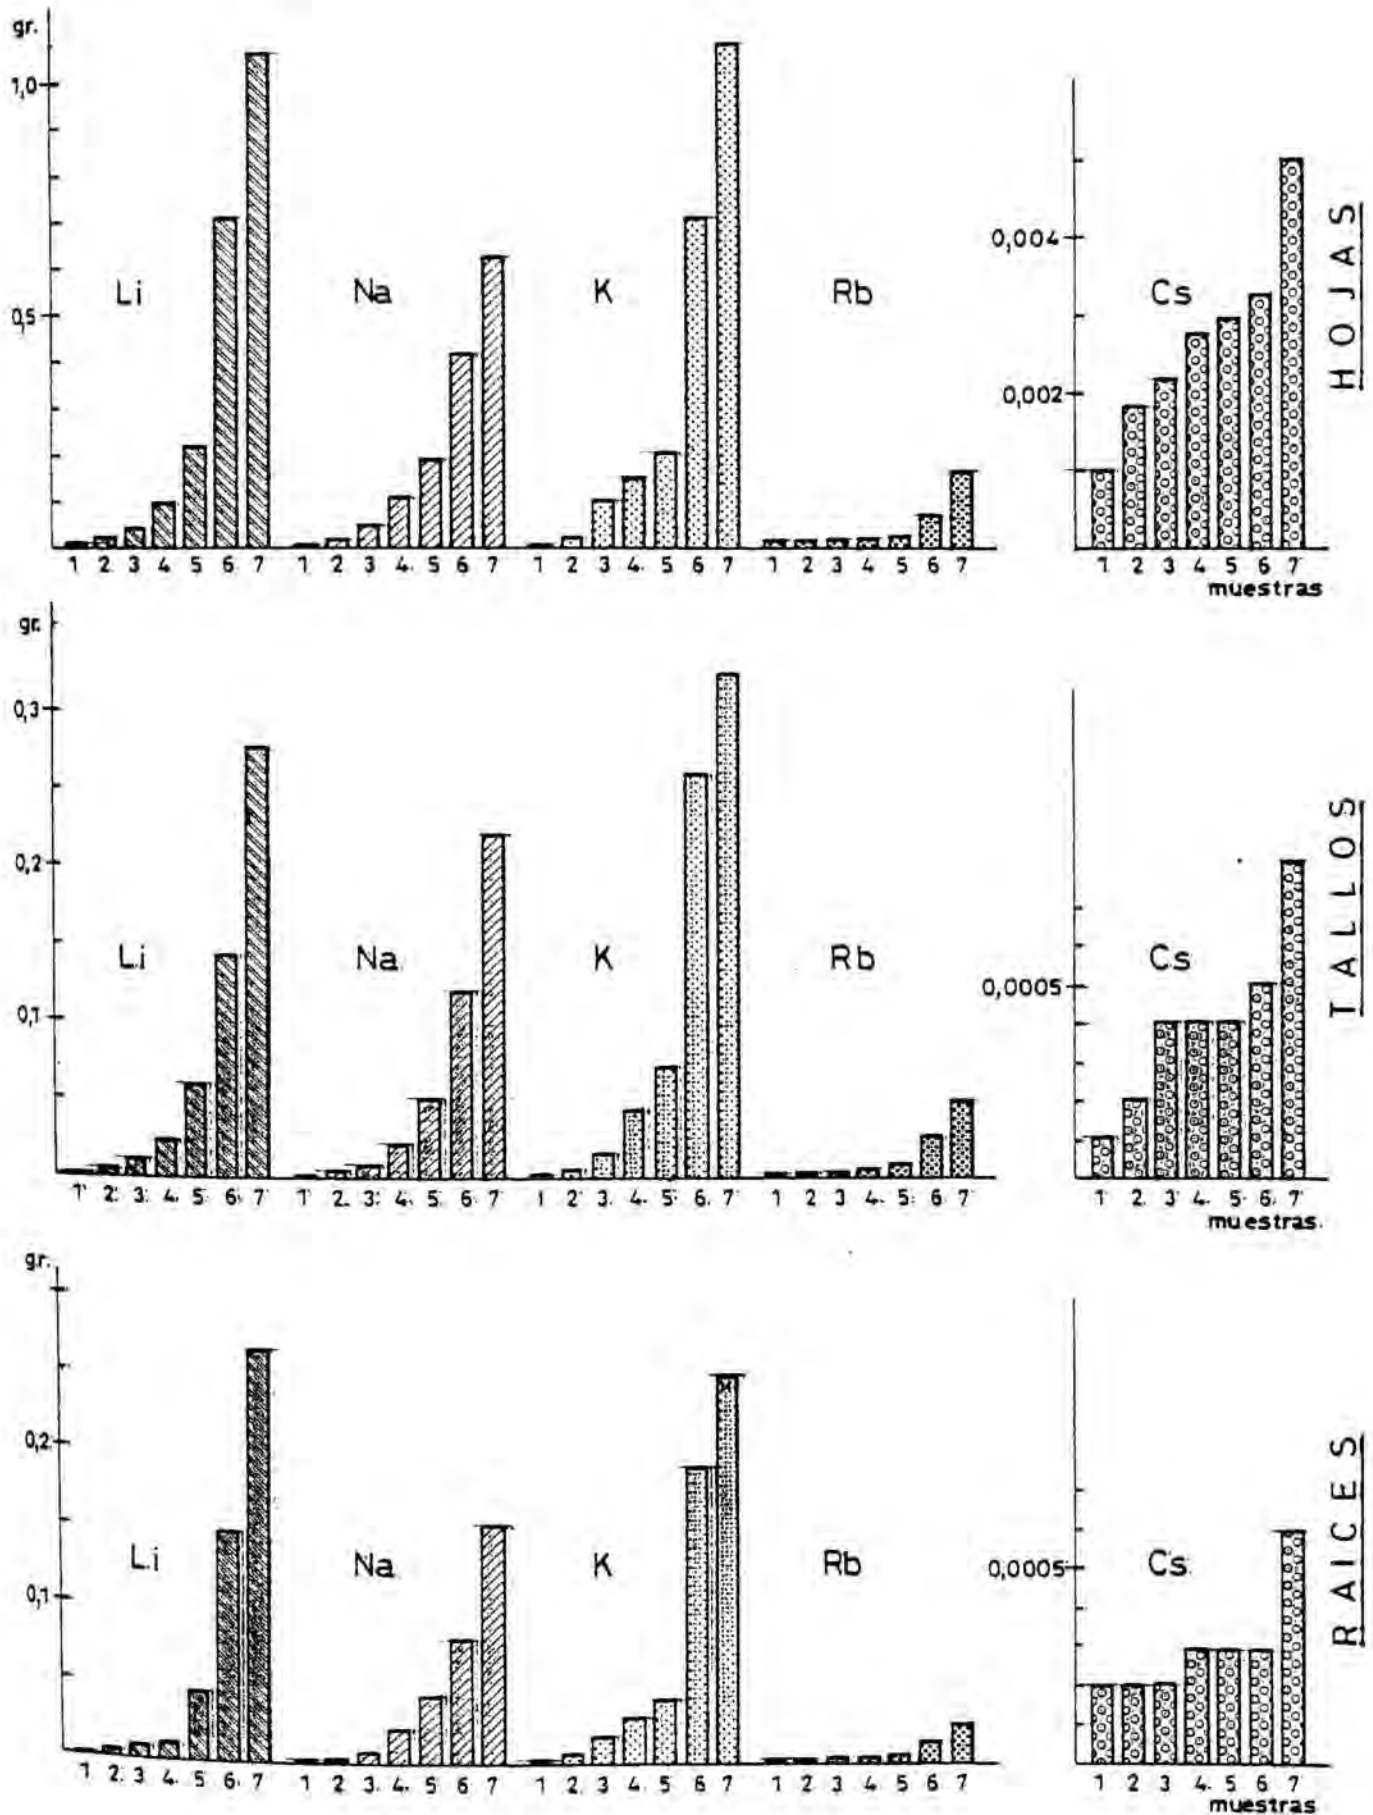 gr.
1,0
0,5
Li
Na
K
Rb
1 2. 3. 4. 5. 6. 7
1. 2 3. 4. 5. 6. 7
1 2 3 4. 5. 6 7
1 2 3 4 5 6 7
0,004
0,002
Cs
1 2 3 4 5 6 7
muestras
HOJAS
gr.
0,3
0,2
0,1
Li
Na
K
Rb
1 2. 3. 4. 5. 6. 7
1 2. 3. 4. 5. 6. 7
1 2. 3. 4. 5. 6. 7
1 2 3 4. 5. 6 7
0,0005
Cs
1 2. 3 4. 5. 6. 7
muestras.
TALLOS
gr.
0,2
0,1
Li
Na
K
Rb
1 2. 3 4. 5 6. 7
1 2 3. 4. 5 6. 7
1 2 3. 4. 5. 6. 7
1 2 3. 4. 5. 6. 7
0,0005
Cs
1 2 3 4. 5 6. 7
muestras
RAICES